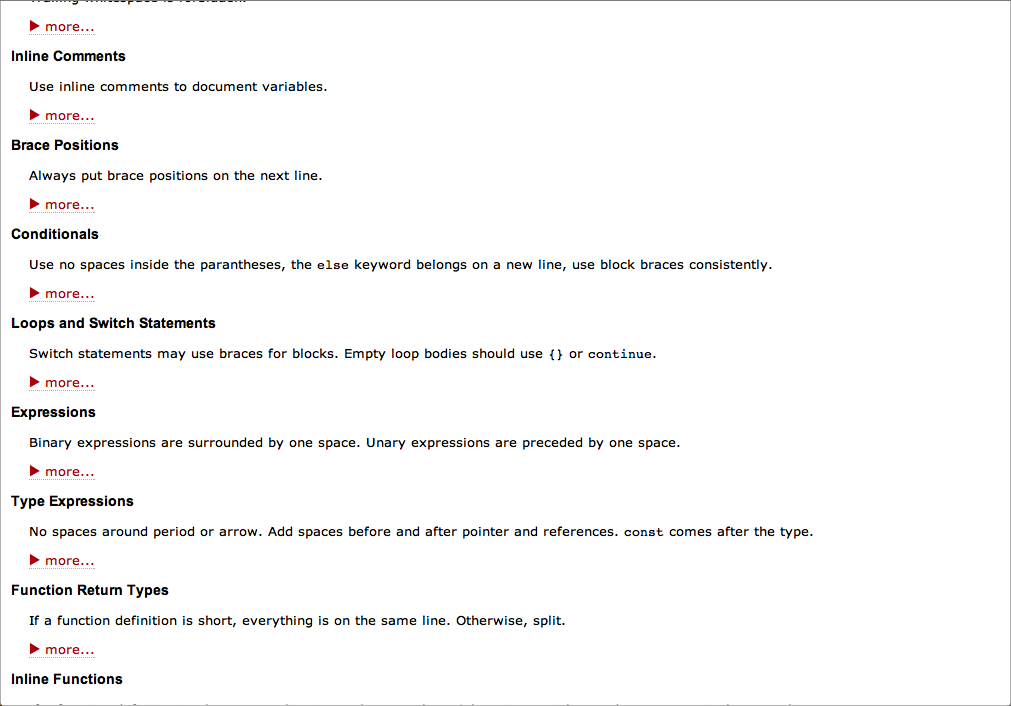 Trailing whitespace is forbidden.
▶ more...
Inline Comments
Use inline comments to document variables.
▶ more...
Brace Positions
Always put brace positions on the next line.
▶ more...
Conditionals
Use no spaces inside the parantheses, the else keyword belongs on a new line, use block braces consistently.
▶ more...
Loops and Switch Statements
Switch statements may use braces for blocks. Empty loop bodies should use {} or continue.
▶ more...
Expressions
Binary expressions are surrounded by one space. Unary expressions are preceded by one space.
▶ more...
Type Expressions
No spaces around period or arrow. Add spaces before and after pointer and references. const comes after the type.
▶ more...
Function Return Types
If a function definition is short, everything is on the same line. Otherwise, split.
▶ more...
Inline Functions